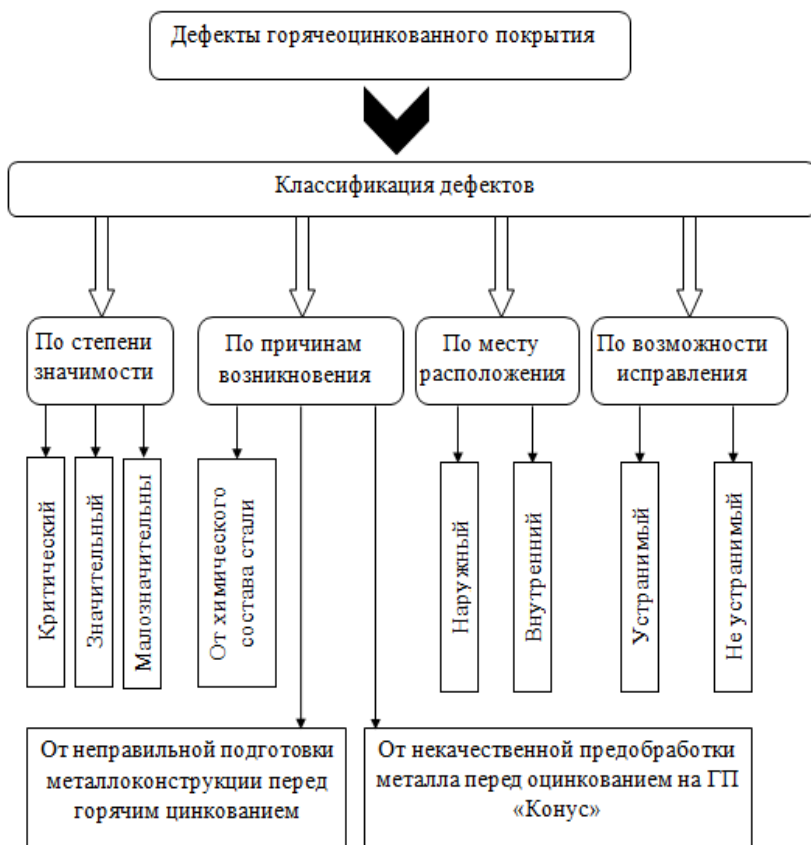 Дефекты горячеоцинкованного покрытия
Классификация дефектов
По степени
значимости
По причинам
возникновения
По месту
расположения
По возможности
исправления
Критический
Значительный
Малозначительны
От химического
состава стали
Наружный
Внутренний
Устранимый
Не устранимый
От неправильной подготовки
металлоконструкции перед
горячим цинкованием
От некачественной предобработки
металла перед оцинкованием на ГП
«Конус»